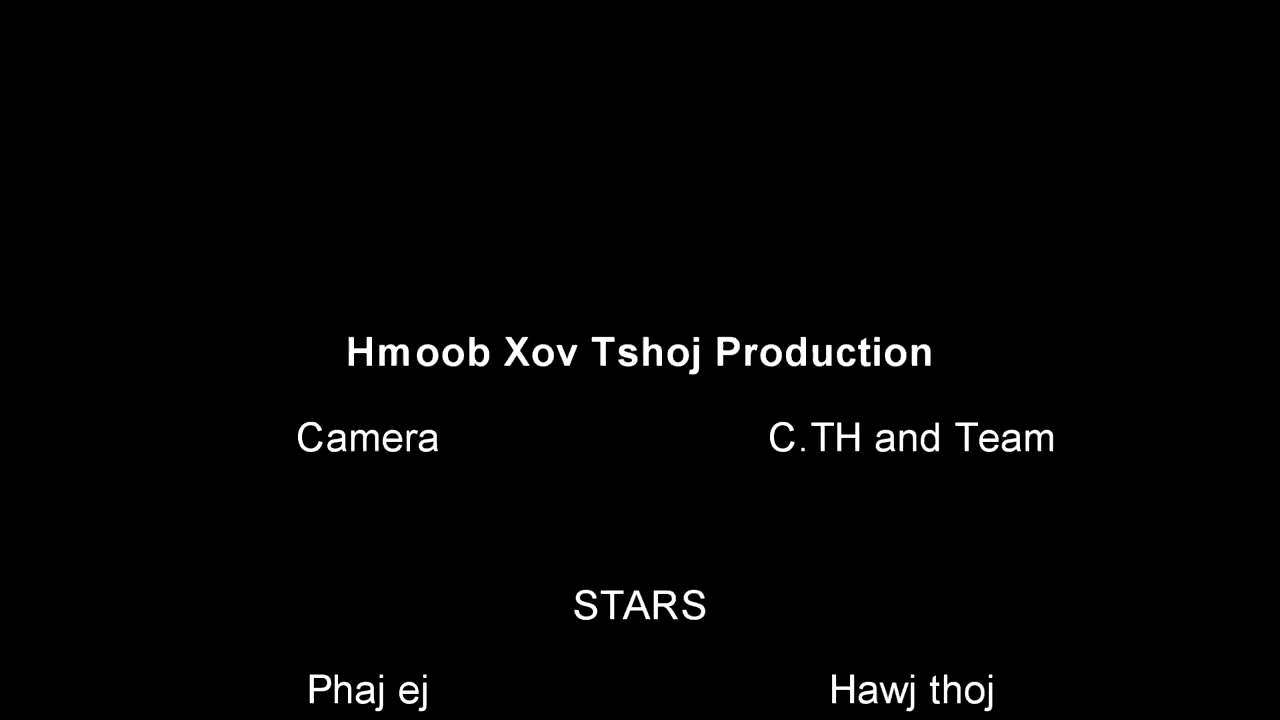 Hmoob Xov Tshoj Production
Camera C.TH and Team
STARS
Phaj ej Hawj thoj